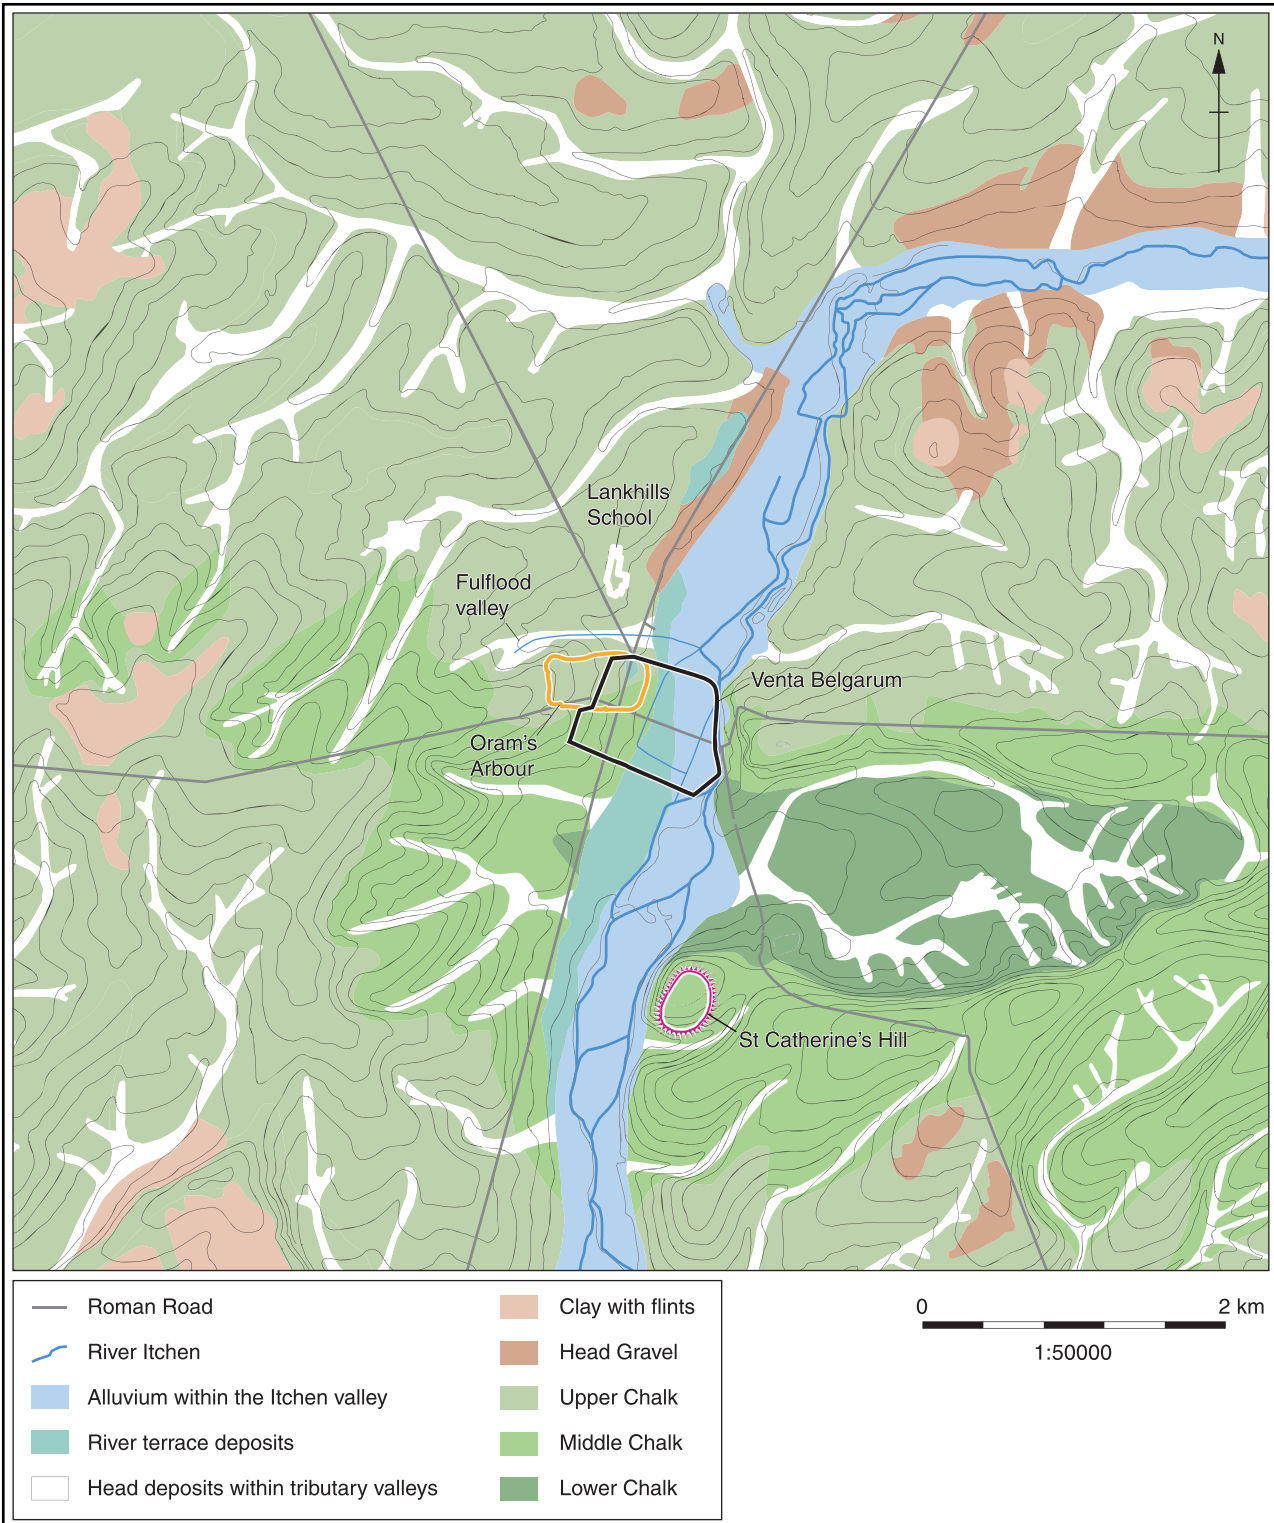 N
Lankhills
School
Fulflood
valley
Venta Belgarum
Oram's
Arbour
St Catherine's Hill
Roman Road
River Itchen
Alluvium within the Itchen valley
River terrace deposits
Head deposits within tributary valleys
Clay with flints
Head Gravel
Upper Chalk
Middle Chalk
Lower Chalk
0 2 km
1:50000